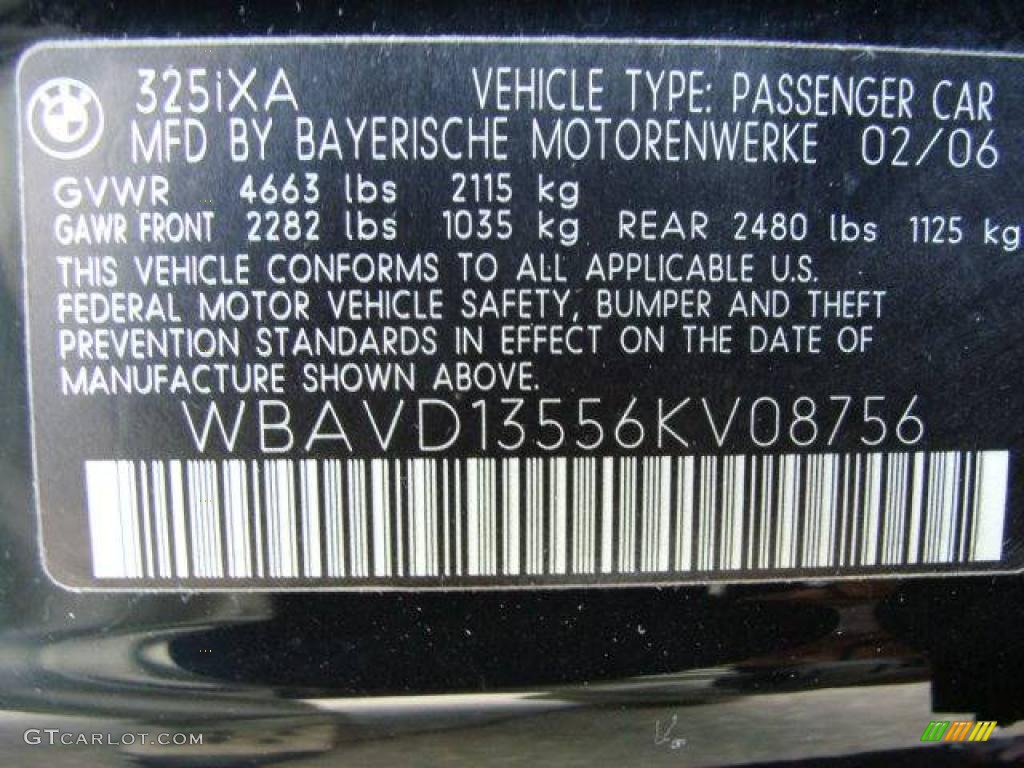 325iXA VEHICLE TYPE: PASSENGER CAR
MFD BY BAYERISCHE MOTORENWERKE 02/06
GVWR 4663 lbs 2115 kg
GAWR FRONT 2282 lbs 1035 kg REAR 2480 lbs 1125 kg
THIS VEHICLE CONFORMS TO ALL APPLICABLE U.S.
FEDERAL MOTOR VEHICLE SAFETY, BUMPER AND THEFT
PREVENTION STANDARDS IN EFFECT ON THE DATE OF
MANUFACTURE SHOWN ABOVE.
WBAVD13556KV08756
GTCARLOT.COM